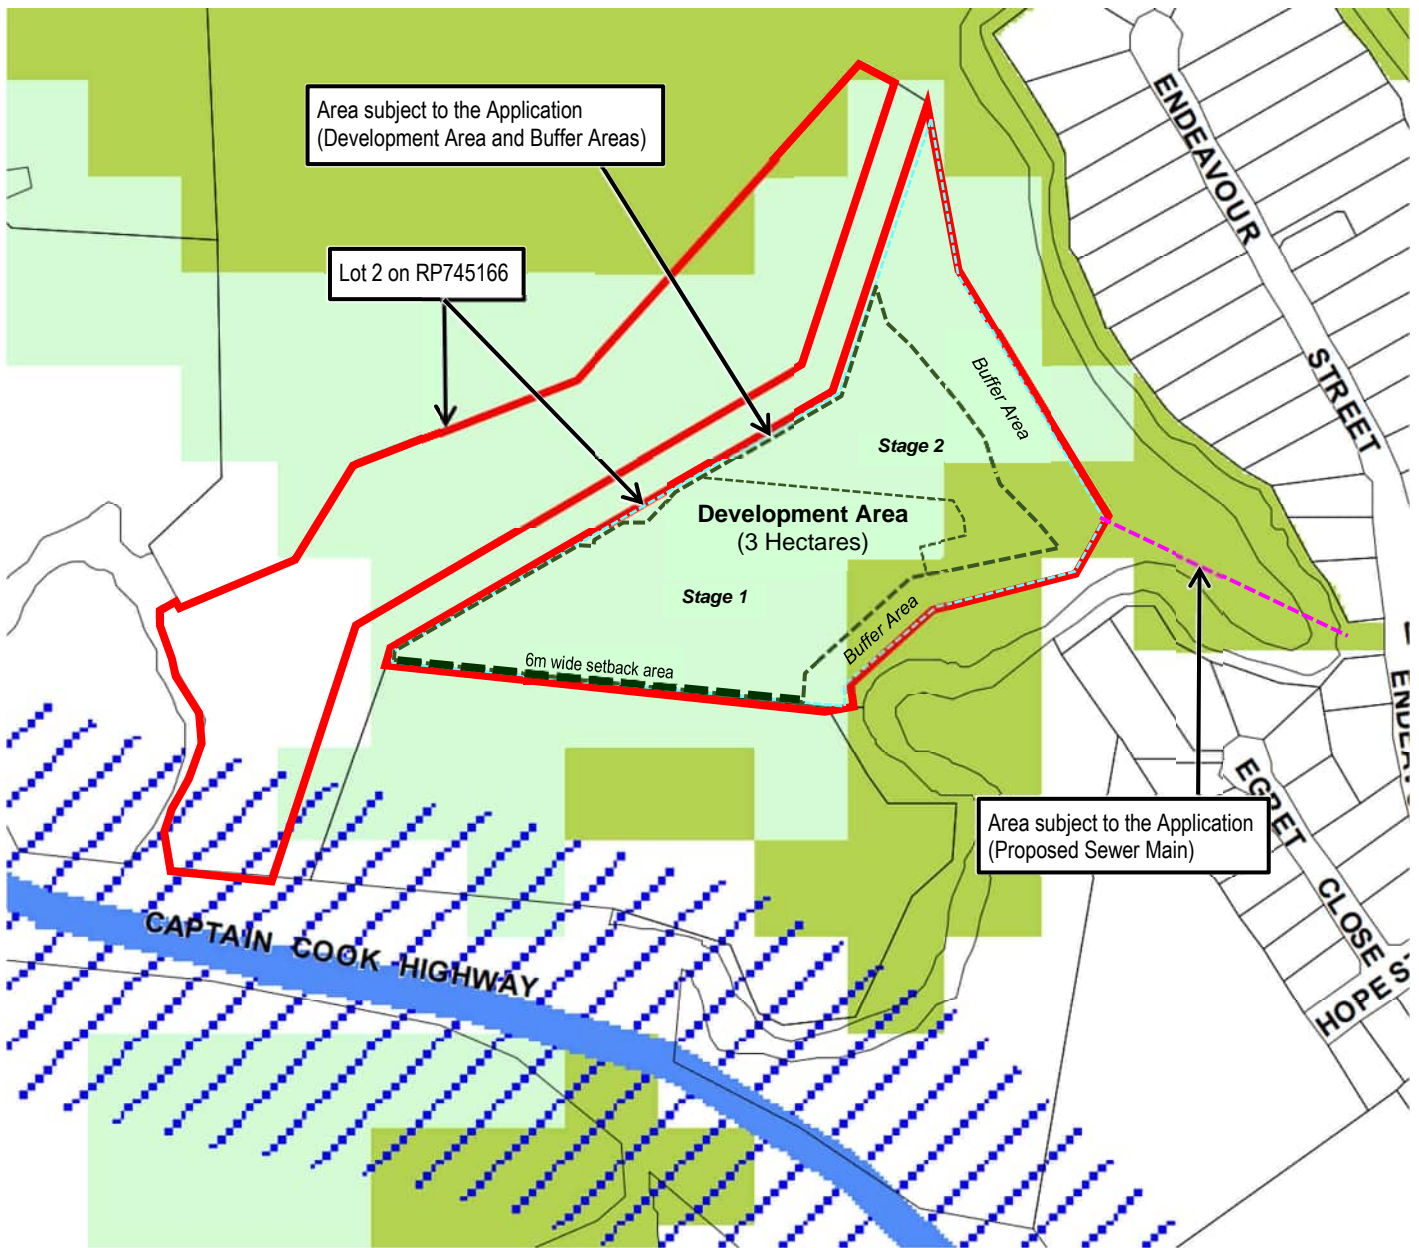 Area subject to the Application
(Development Area and Buffer Areas)
ENDEAVOUR
STREET
Lot 2 on RP745166
Buffer Area
Stage 2
Development Area
(3 Hectares)
Stage 1
Buffer Area
6m wide setback area
Area subject to the Application
(Proposed Sewer Main)
EGRET
CLOSE
CAPTAIN COOK HIGHWAY